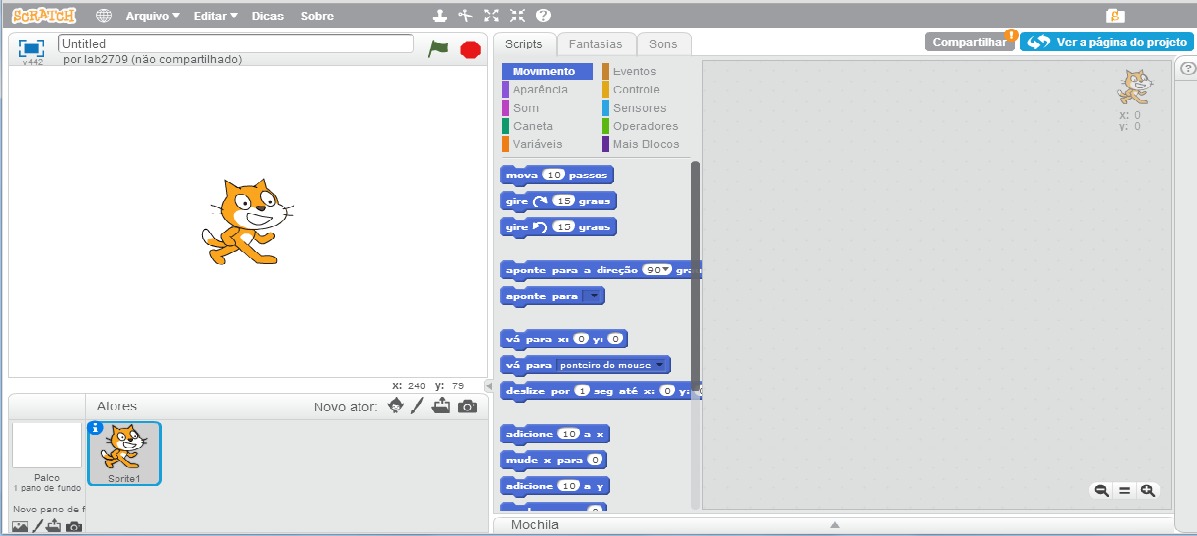 SCRATCH Arquivo Editar Dicas Sobre
v442
Untitled
por lab2709 (não compartilhado)
Scripts Fantasias Sons
Compartilhar
Ver a página do projeto
Movimento Eventos
Aparência Controle
Som Sensores
Caneta Operadores
Variáveis Mais Blocos
x: 0
y: 0
mova 10 passos
gire 15 graus
gire 15 graus
aponte para a direção 90
aponte para
vá para x: 0 y: 0
vá para ponteiro do mouse
deslize por 1 seg até x: 0 y:
adicione 10 a x
mude x para 0
adicione 10 a y
x: 240 y: 79
Atores Novo ator:
Sprite1
Palco
1 pano de fundo
Novo pano de f
Mochila